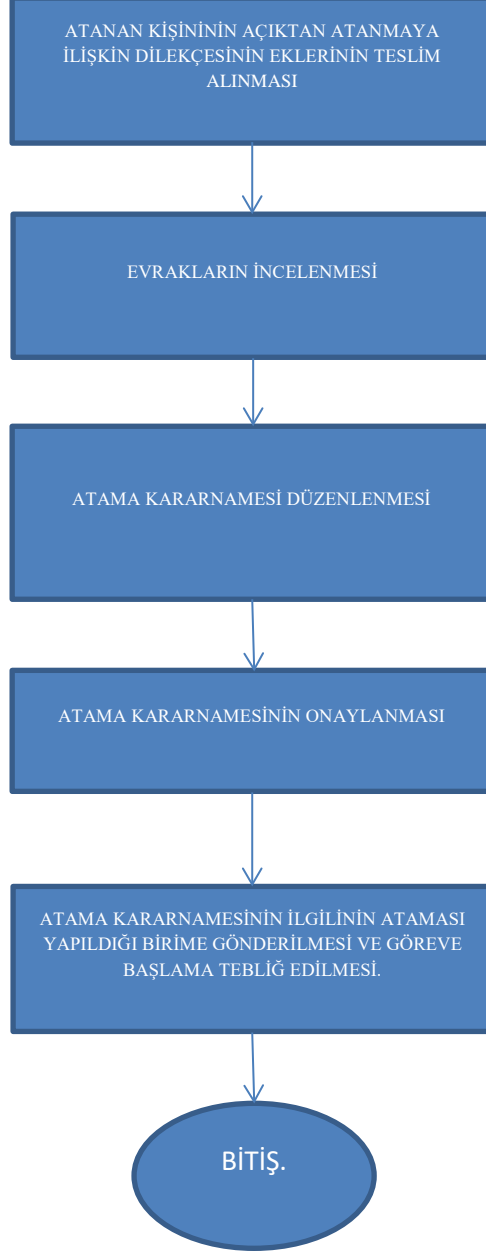 ATANAN KİŞİNİNİN AÇIKTAN ATANMAYA
İLİŞKİN DİLEKÇESİNİN EKLERİNİN TESLİM
ALINMASI
EVRAKLARIN İNCELENMESİ
ATAMA KARARNAMESİ DÜZENLENMESİ
ATAMA KARARNAMESİNİN ONAYLANMASI
ATAMA KARARNAMESİNİN İLGİLİNİN ATAMASI
YAPILDIĞI BİRİME GÖNDERİLMESİ VE GÖREVE
BAŞLAMA TEBLİĞ EDİLMESİ.
BİTİŞ.